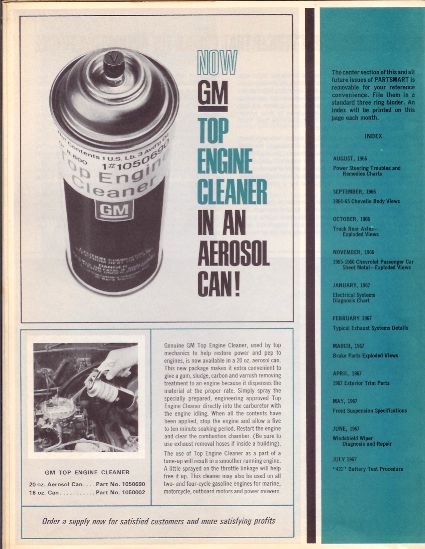 NOW
GM
TOP
ENGINE
CLEANER
IN AN
AEROSOL
CAN!
Contents 1 U.S. Lb. 3 Av
1#1050690
Top Engine
Cleaner
GM
Genuine GM Top Engine Cleaner, used by top
mechanics to help restore power and pep to
engines, is now available in a 20 oz. aerosol can.
This new package makes it extra convenient to
give a gum, sludge, carbon and varnish removing
treatment to an engine because it dispenses the
material at the proper rate. Simply spray the
specially prepared, engineering approved Top
Engine Cleaner directly into the carburetor with
the engine idling. When all the contents have
been applied, stop the engine and allow a five
to ten minute soaking period. Restart the engine
and clear the combustion chamber. (Be sure to
use exhaust removal hoses if inside a building).
The use of Top Engine Cleaner as a part of a
tune-up will result in a smoother running engine.
A little sprayed on the throttle linkage will help
free it up. This cleaner may also be used on all
two- and four-cycle gasoline engines for marine,
motorcycle, outboard motors and power mowers.
GM TOP ENGINE CLEANER
20 oz. Aerosol Can . . . . Part No. 1050690
16 oz. Can . . . . . . . . . . . Part No. 1050002
Order a supply now for satisfied customers and more satisfying profits
The center section of this and all
future issues of PARTSMART is
removable for your reference
convenience. File them in a
standard three ring binder. An
index will be printed on this
page each month.
INDEX
AUGUST, 1966
Power Steering Troubles and
Remedies Charts
SEPTEMBER, 1966
1964-65 Chevelle Body Views
OCTOBER, 1966
Truck Rear Axles—
Exploded Views
NOVEMBER, 1966
Chevrolet Passenger Car
Sheet Metal—Exploded Views
JANUARY, 1967
Electrical Systems
Diagnosis Chart
FEBRUARY 1967
Typical Exhaust Systems Details
MARCH, 1967
Brake Parts Exploded Views
APRIL, 1967
1967 Exterior Trim Parts
MAY, 1967
Front Suspension Specifications
JUNE, 1967
Windshield Wiper
Diagnosis and Repair
JULY 1967
Battery Test Procedure